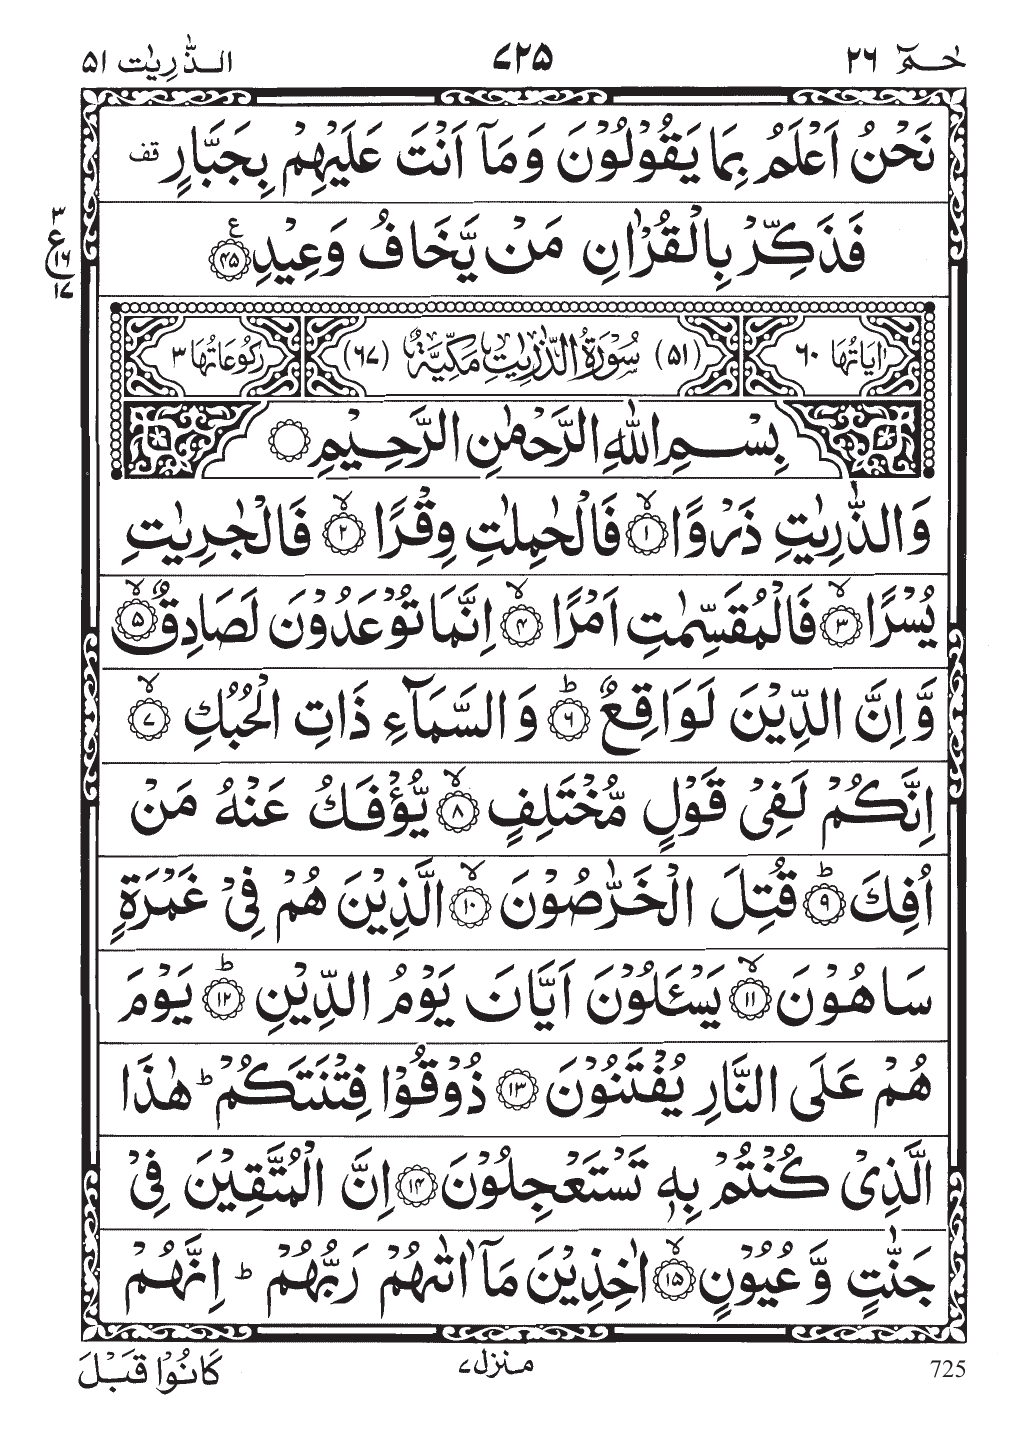 حٰمٓ ٢٦ ٧٢٥ الذّٰرِيٰت ٥١
نَحْنُ اَعْلَمُ بِمَا يَقُوْلُوْنَ وَمَآ اَنْتَ عَلَيْهِمْ بِجَبَّارٍ قف
٣
ع
١٦
١٧
فَذَكِّرْ بِالْقُرْاٰنِ مَنْ يَّخَافُ وَعِيْدِ ع ﴿٤٥﴾
اٰيَاتُهَا ٦٠ (٥١) سُوْرَةُ الذّٰرِيٰتِ مَكِّيَّةٌ (٦٧) رُكُوْعَاتُهَا ٣
بِسْمِ اللّٰهِ الرَّحْمٰنِ الرَّحِيْمِ
وَالذّٰرِيٰتِ ذَرْوًا ۙ﴿١﴾ فَالْحٰمِلٰتِ وِقْرًا ۙ﴿٢﴾ فَالْجٰرِيٰتِ
يُسْرًا ۙ﴿٣﴾ فَالْمُقَسِّمٰتِ اَمْرًا ۙ﴿٤﴾ اِنَّمَا تُوْعَدُوْنَ لَصَادِقٌ ۙ﴿٥﴾
وَّاِنَّ الدِّيْنَ لَوَاقِعٌ ؕ﴿٦﴾ وَالسَّمَآءِ ذَاتِ الْحُبُكِ ۙ﴿٧﴾
اِنَّكُمْ لَفِيْ قَوْلٍ مُّخْتَلِفٍ ۙ﴿٨﴾ يُّؤْفَكُ عَنْهُ مَنْ
اُفِكَ ؕ﴿٩﴾ قُتِلَ الْخَرّٰصُوْنَ ۙ﴿١٠﴾ الَّذِيْنَ هُمْ فِيْ غَمْرَةٍ
سَاهُوْنَ ۙ﴿١١﴾ يَسْـَٔلُوْنَ اَيَّانَ يَوْمُ الدِّيْنِ ؕ﴿١٢﴾ يَوْمَ
هُمْ عَلَى النَّارِ يُفْتَنُوْنَ ﴿١٣﴾ ذُوْقُوْا فِتْنَتَكُمْ ؕ هٰذَا
الَّذِيْ كُنْتُمْ بِهٖ تَسْتَعْجِلُوْنَ ﴿١٤﴾ اِنَّ الْمُتَّقِيْنَ فِيْ
جَنّٰتٍ وَّعُيُوْنٍ ۙ﴿١٥﴾ اٰخِذِيْنَ مَآ اٰتٰىهُمْ رَبُّهُمْ ؕ اِنَّهُمْ
725 منزل ٧ كَانُوْا قَبْلَ